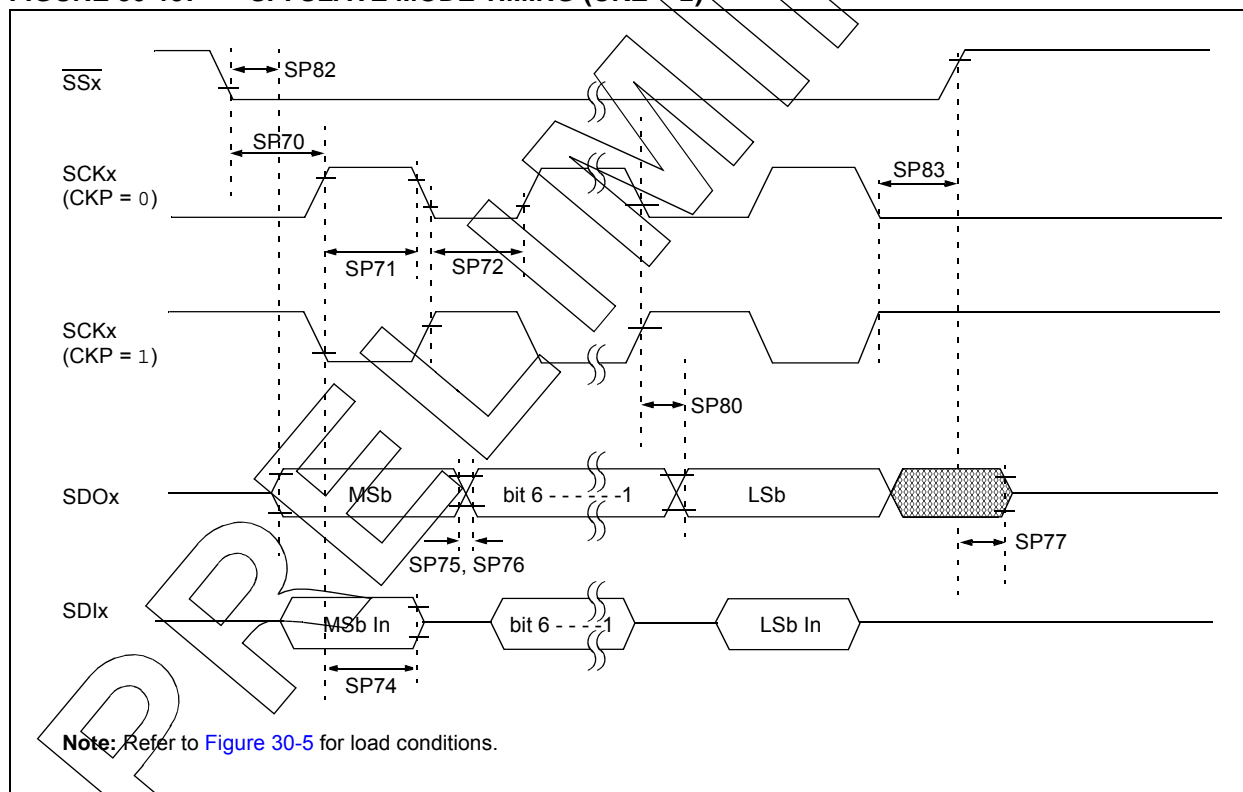 SSx
SP82
SP70
SCKx
(CKP = 0)
SP83
SP71
SP72
SCKx
(CKP = 1)
SP80
SDOx
MSb
bit 6 - - - - - -1
LSb
SP75, SP76
SP77
SDIx
MSb In
bit 6 - - - -1
LSb In
SP74
Note: Refer to Figure 30-5 for load conditions.